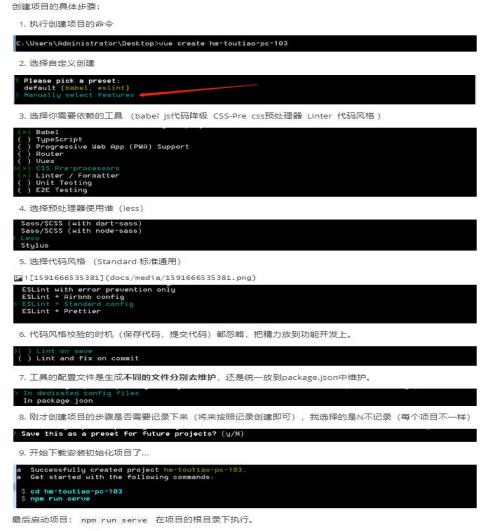 创建项目的具体步骤：
1. 执行创建项目的命令
C:\Users\Administrator\Desktop>vue create hm-toutiao-pc-103
2. 选择自定义创建
? Please pick a preset:
default (babel, eslint)
> Manually select features
3. 选择你需要依赖的工具 （babel js代码降级 CSS-Pre css预处理器 Linter 代码风格 ）
(*) Babel
( ) TypeScript
( ) Progressive Web App (PWA) Support
( ) Router
( ) Vuex
>(*) CSS Pre-processors
(*) Linter / Formatter
( ) Unit Testing
( ) E2E Testing
4. 选择预处理器使用谁（less）
Sass/SCSS (with dart-sass)
Sass/SCSS (with node-sass)
> Less
Stylus
5. 选择代码风格 （Standard 标准通用）
![1591666535381](docs/media/1591666535381.png)
ESLint with error prevention only
ESLint + Airbnb config
> ESLint + Standard config
ESLint + Prettier
6. 代码风格校验的时机（保存代码，提交代码）都忽略，把精力放到功能开发上。
>( ) Lint on save
( ) Lint and fix on commit
7. 工具的配置文件是生成不同的文件分别去维护，还是统一放到package.json中维护。
> In dedicated config files
In package.json
8. 刚才创建项目的步骤是否需要记录下来（将来按照记录创建即可），我选择的是N不记录（每个项目不一样）
? Save this as a preset for future projects? (y/N)
9. 开始下载安装初始化项目了...
a Successfully created project hm-toutiao-pc-103.
a Get started with the following commands:
$ cd hm-toutiao-pc-103
$ npm run serve
最后启动项目： npm run serve 在项目的根目录下执行。